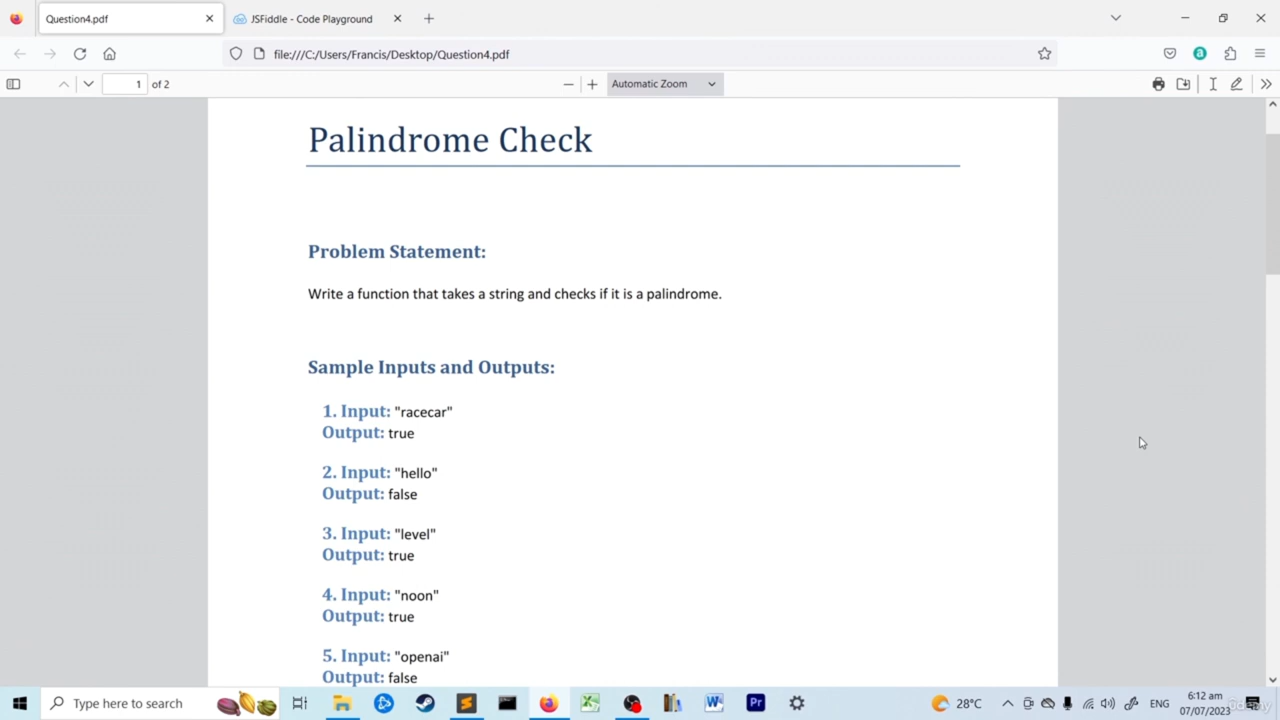 Question4.pdf
JSFiddle - Code Playground
file:///C:/Users/Francis/Desktop/Question4.pdf
1 of 2
Automatic Zoom
Palindrome Check
Problem Statement:
Write a function that takes a string and checks if it is a palindrome.
Sample Inputs and Outputs:
1. Input: "racecar"
Output: true
2. Input: "hello"
Output: false
3. Input: "level"
Output: true
4. Input: "noon"
Output: true
5. Input: "openai"
Output: false
Type here to search
28°C
ENG
6:12 am
07/07/2023